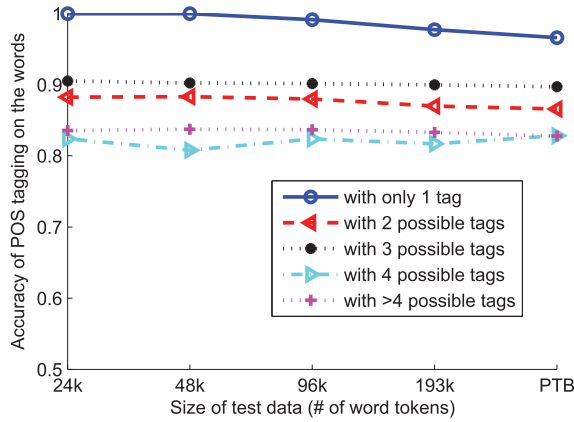 Accuracy of POS tagging on the words
1
0.9
0.8
0.7
0.6
0.5
with only 1 tag
with 2 possible tags
with 3 possible tags
with 4 possible tags
with >4 possible tags
24k 48k 96k 193k PTB
Size of test data (# of word tokens)